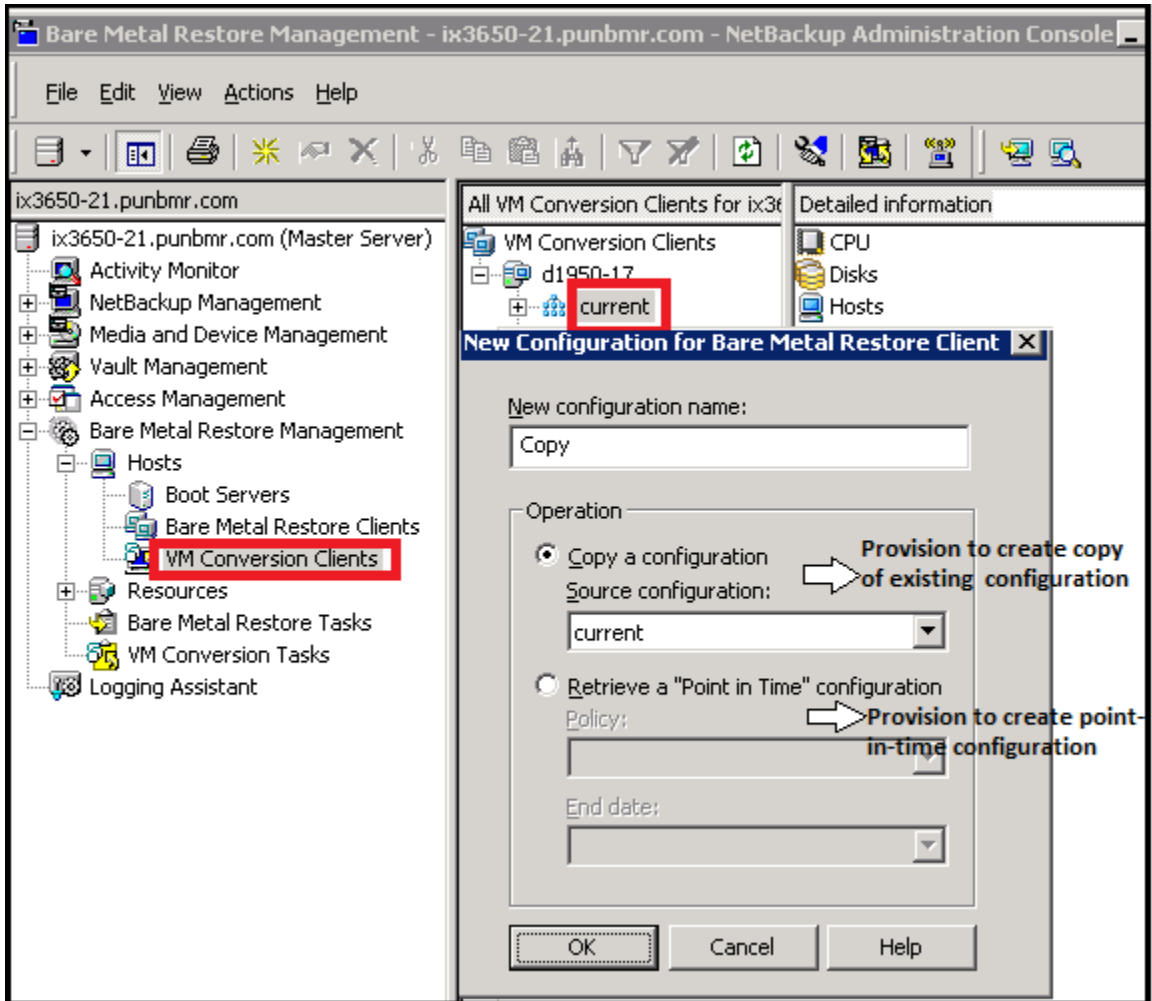 Bare Metal Restore Management - ix3650-21.punbmr.com - NetBackup Administration Console
File Edit View Actions Help
ix3650-21.punbmr.com
ix3650-21.punbmr.com (Master Server)
Activity Monitor
NetBackup Management
Media and Device Management
Vault Management
Access Management
Bare Metal Restore Management
Hosts
Boot Servers
Bare Metal Restore Clients
VM Conversion Clients
Resources
Bare Metal Restore Tasks
VM Conversion Tasks
Logging Assistant
All VM Conversion Clients for ix36
VM Conversion Clients
d1950-17
current
Detailed information
CPU
Disks
Hosts
New Configuration for Bare Metal Restore Client
New configuration name:
Copy
Operation
Copy a configuration
Source configuration:
current
Provision to create copy
of existing configuration
Retrieve a "Point in Time" configuration
Policy:
Provision to create point-
in-time configuration
End date:
OK Cancel Help